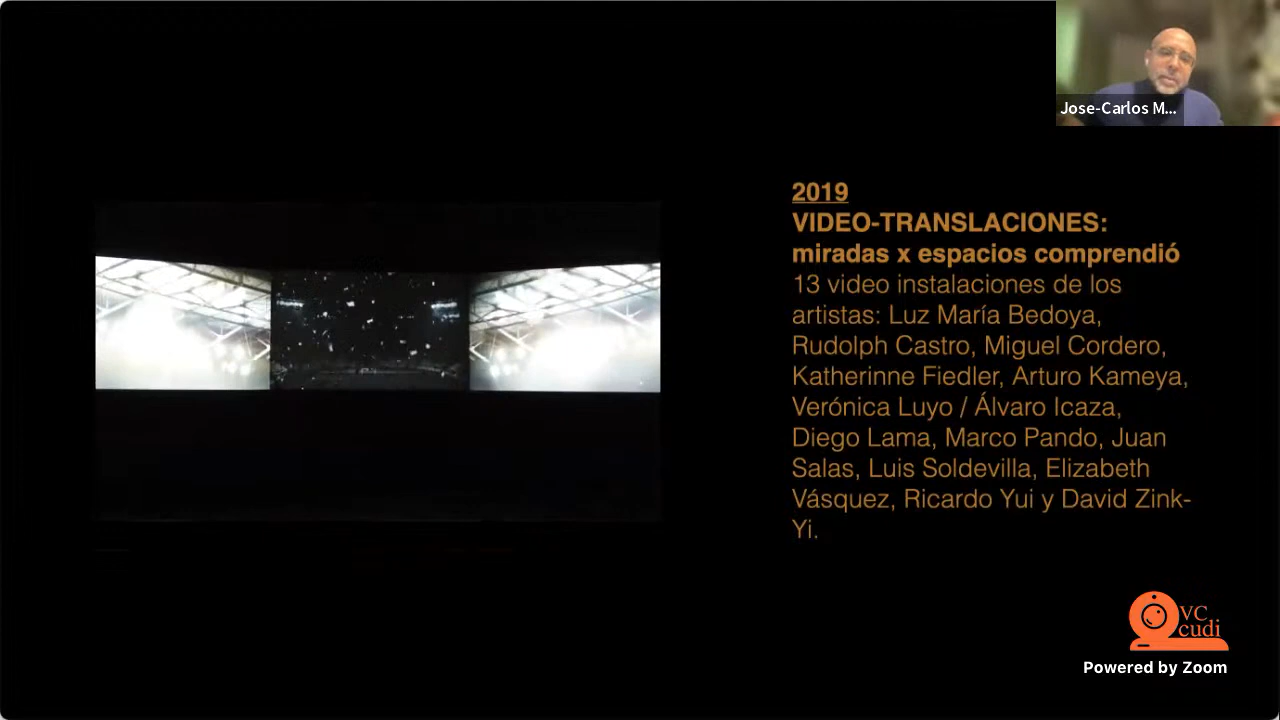 Jose-Carlos M...
2019
VIDEO-TRANSLACIONES:
miradas x espacios comprendió
13 video instalaciones de los
artistas: Luz María Bedoya,
Rudolph Castro, Miguel Cordero,
Katherinne Fiedler, Arturo Kameya,
Verónica Luyo / Álvaro Icaza,
Diego Lama, Marco Pando, Juan
Salas, Luis Soldevilla, Elizabeth
Vásquez, Ricardo Yui y David Zink-
Yi.
VC
cudi
Powered by Zoom